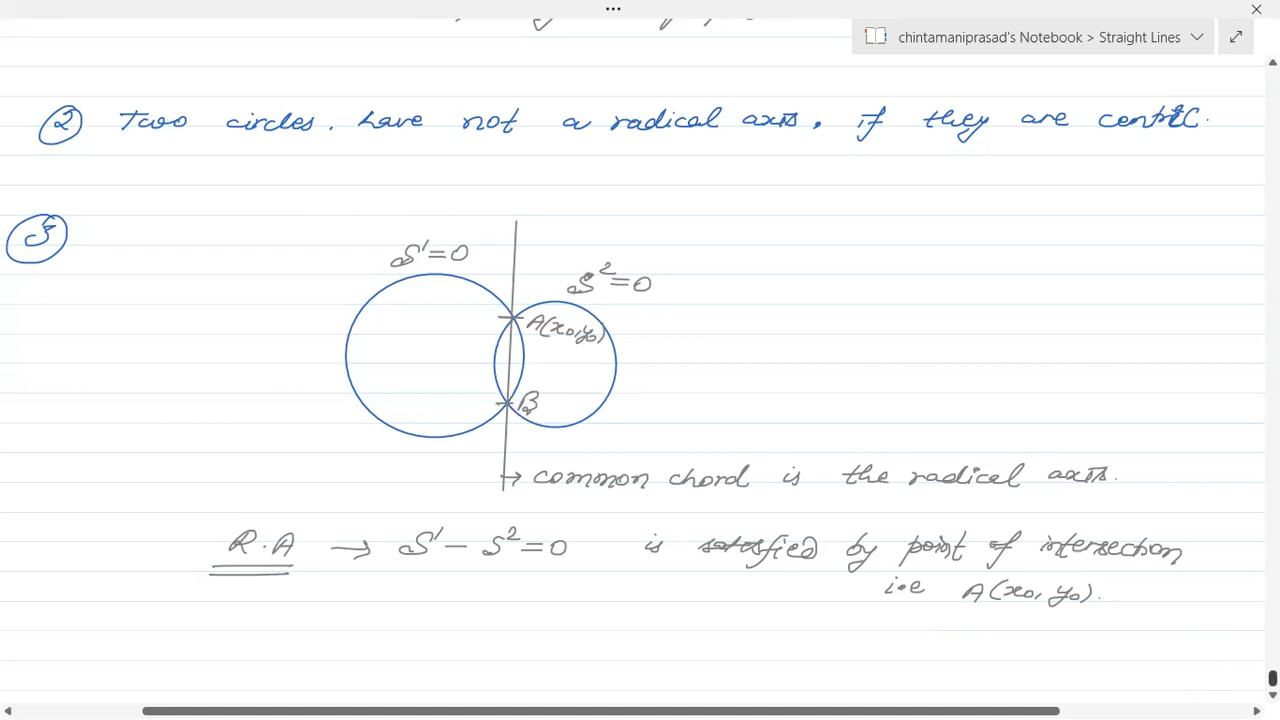 chintamaniprasad's Notebook > Straight Lines
② Two circles. have not a radical axis. if they are centric.
③
S¹=0
S²=0
A(x₀,y₀)
B
→ common chord is the radical axis.
R.A → S¹ - S² = 0 is satisfied by point of intersection
i.e A(x₀, y₀).